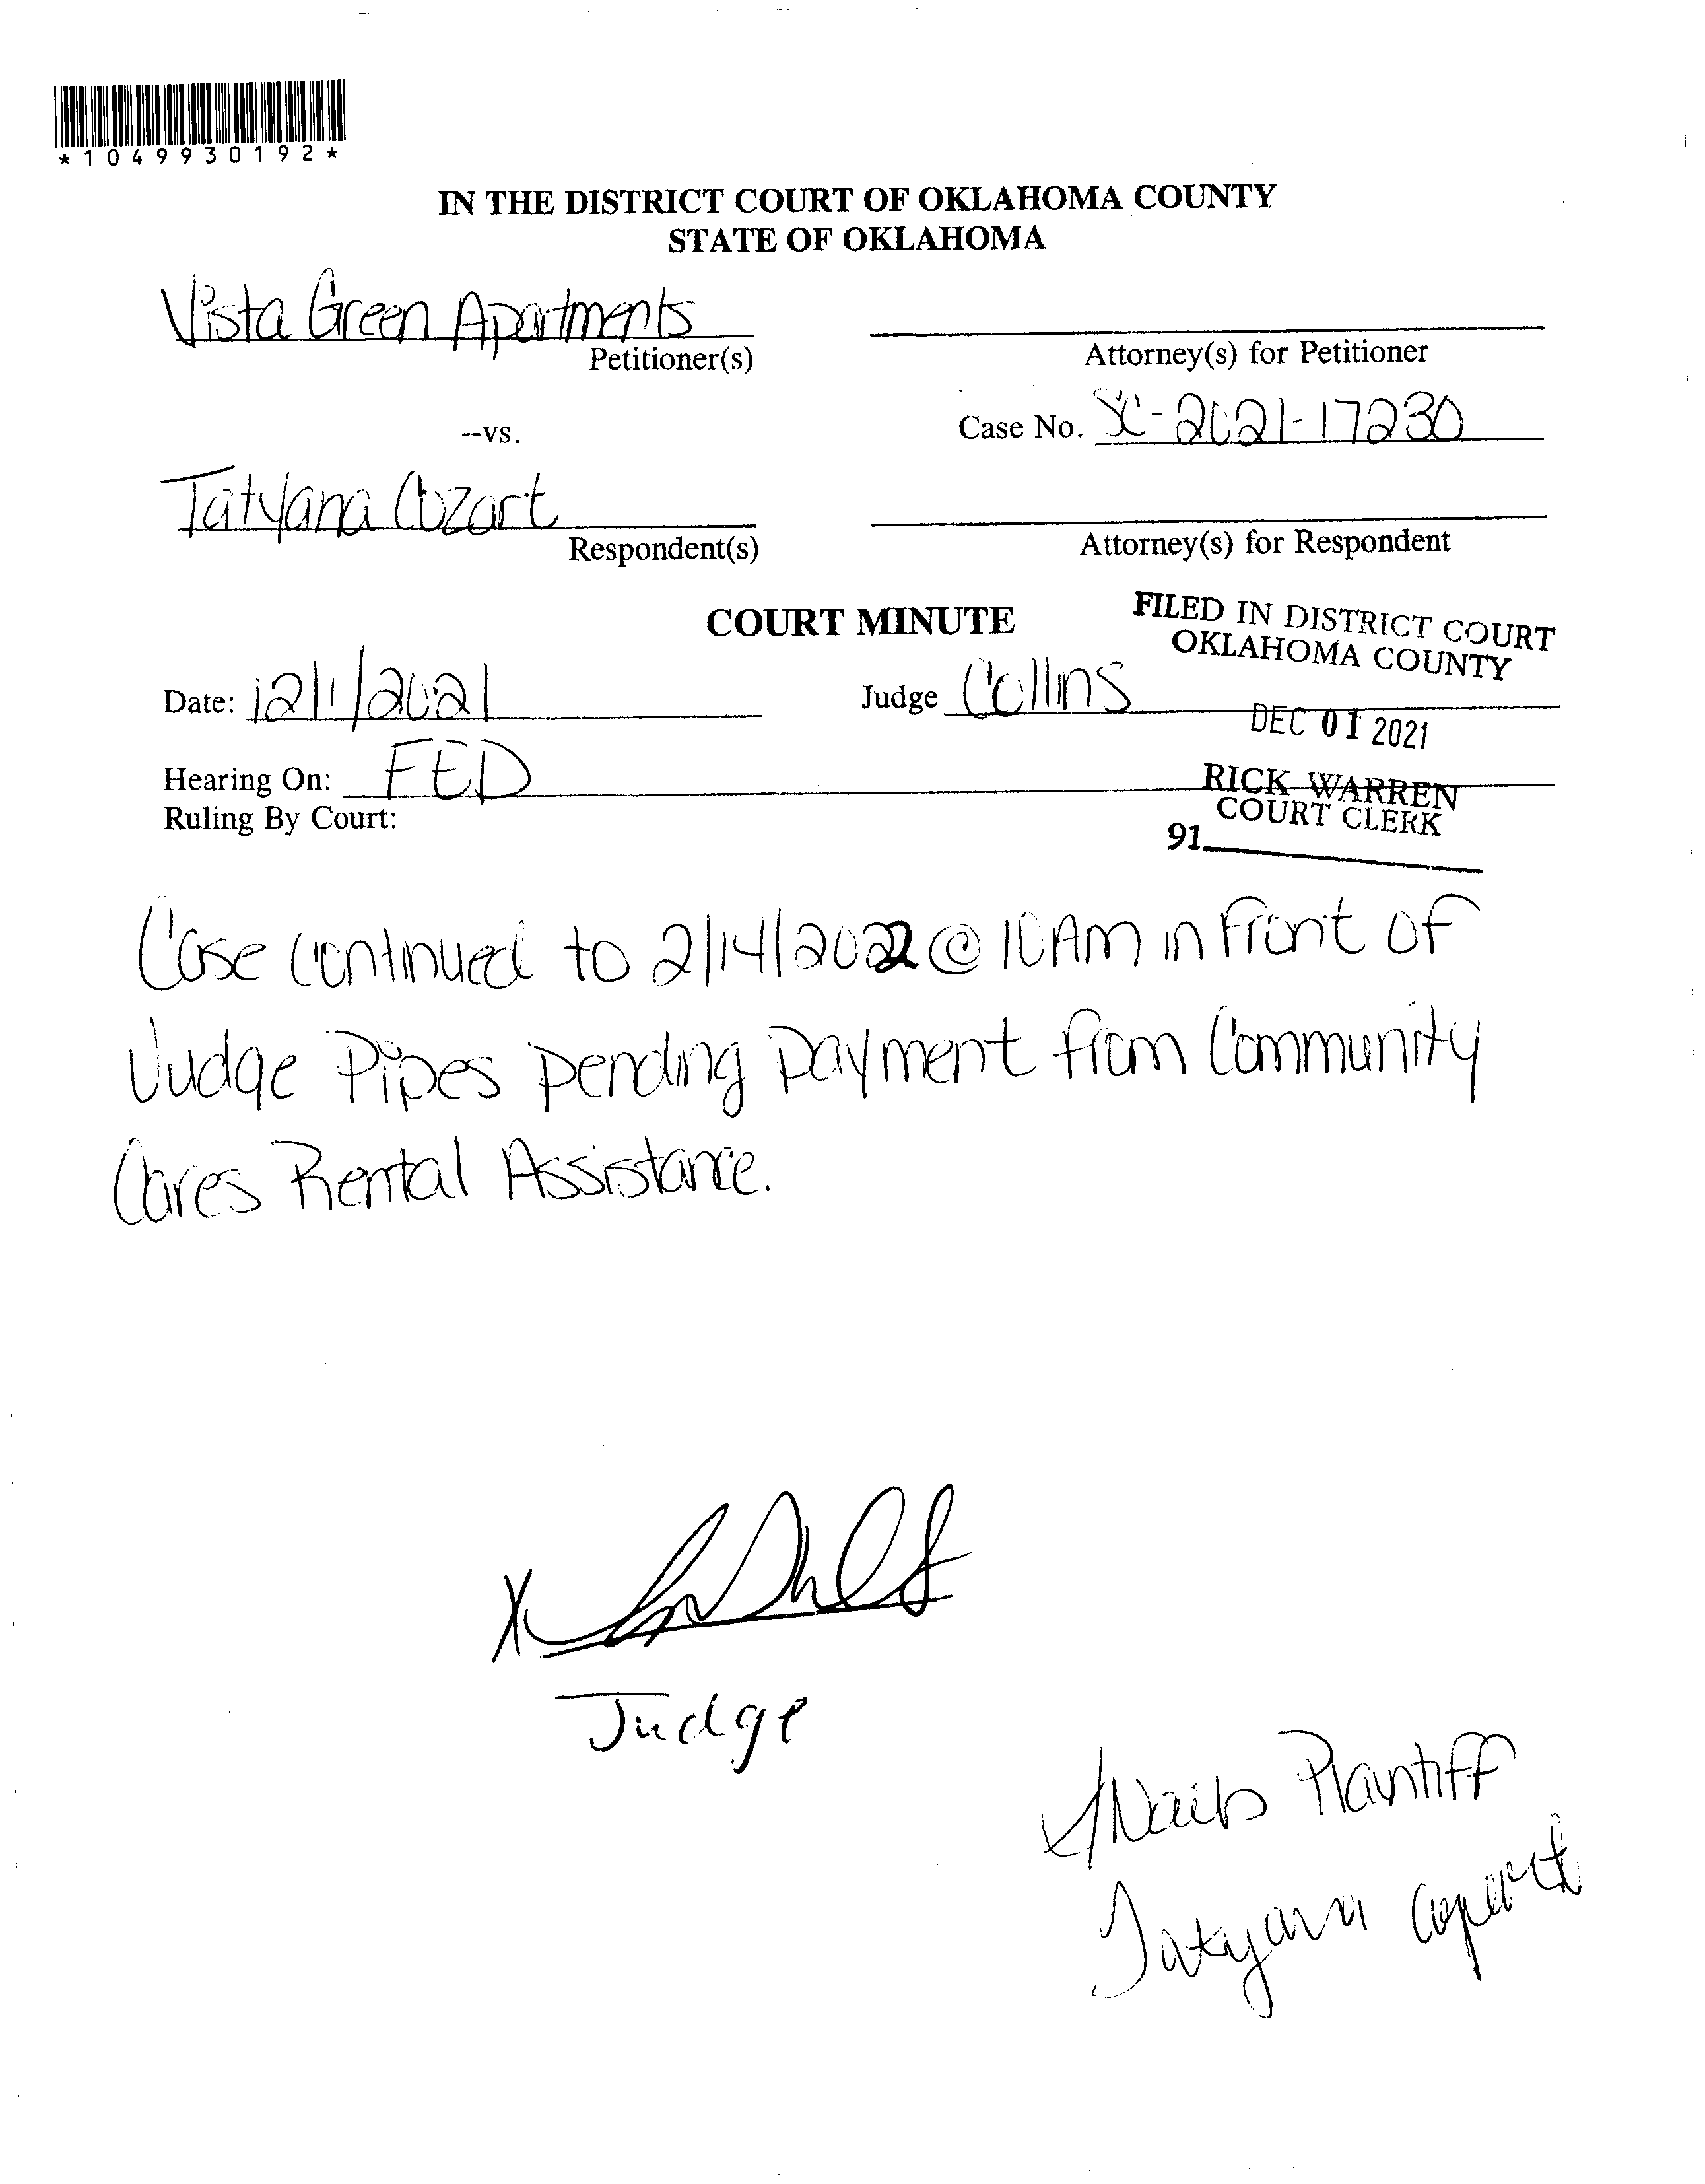 *1049930192*
IN THE DISTRICT COURT OF OKLAHOMA COUNTY
STATE OF OKLAHOMA
Vista Green Apartments
Petitioner(s)
Attorney(s) for Petitioner
--vs.
Case No. SC-2021-17230
Tatyana Cozart
Respondent(s)
Attorney(s) for Respondent
COURT MINUTE
FILED IN DISTRICT COURT
OKLAHOMA COUNTY
Date: 12/1/2021
Judge Collins
DEC 01 2021
Hearing On: FED
RICK WARREN
COURT CLERK
Ruling By Court:
91
Case continued to 2/14/2022 @ 10AM in front of
Judge Pipes pending payment from Community
Cares Rental Assistance.
X
Judge
Plantiff
Tatyana